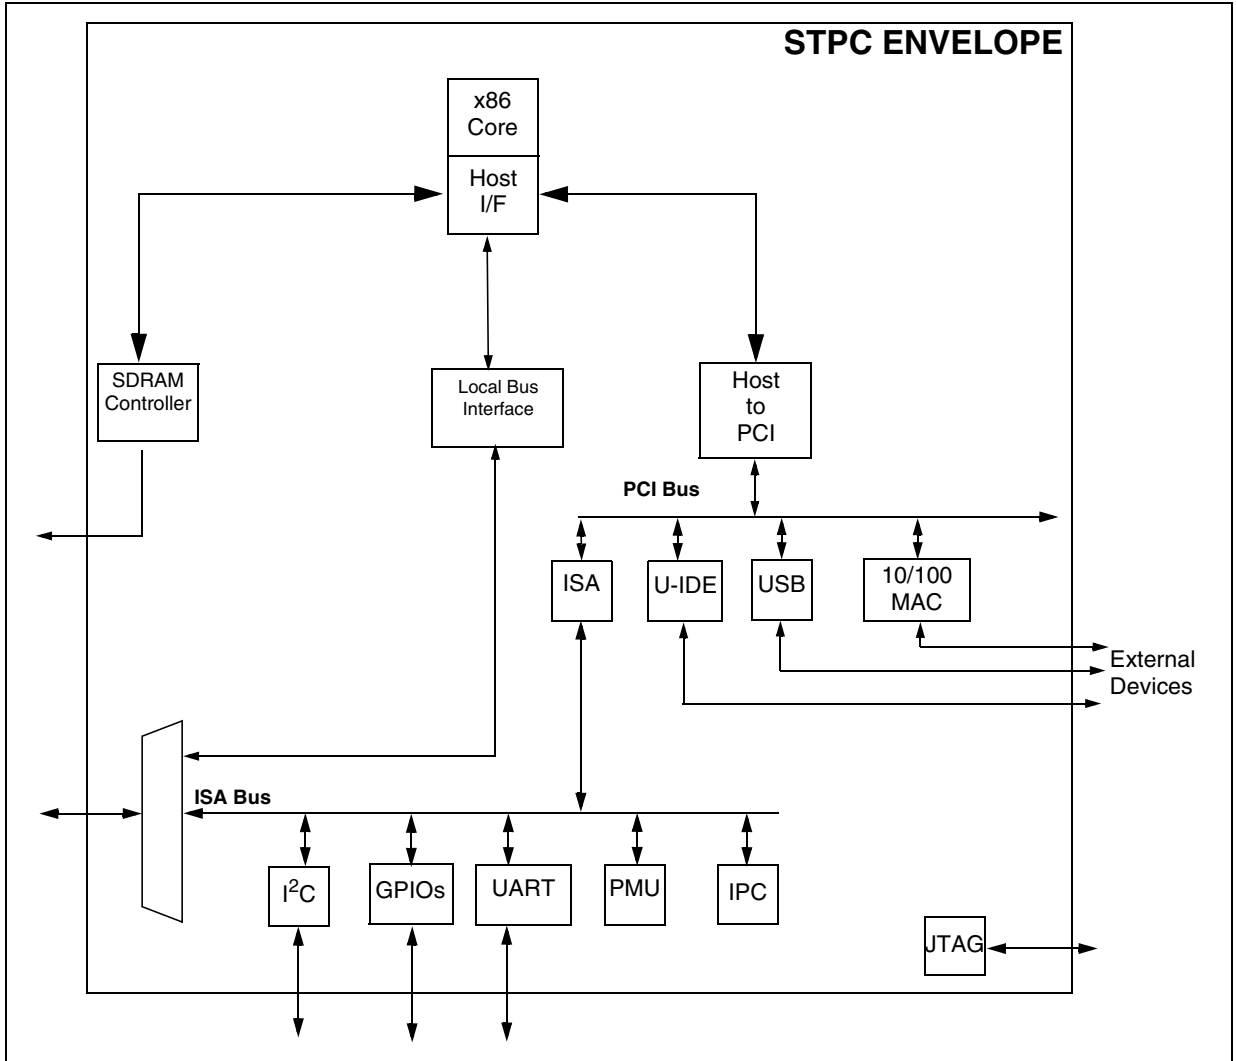 STPC ENVELOPE
x86
Core
Host
I/F
SDRAM
Controller
Local Bus
Interface
Host
to
PCI
PCI Bus
ISA
U-IDE
USB
10/100
MAC
External
Devices
ISA Bus
I²C
GPIOs
UART
PMU
IPC
JTAG